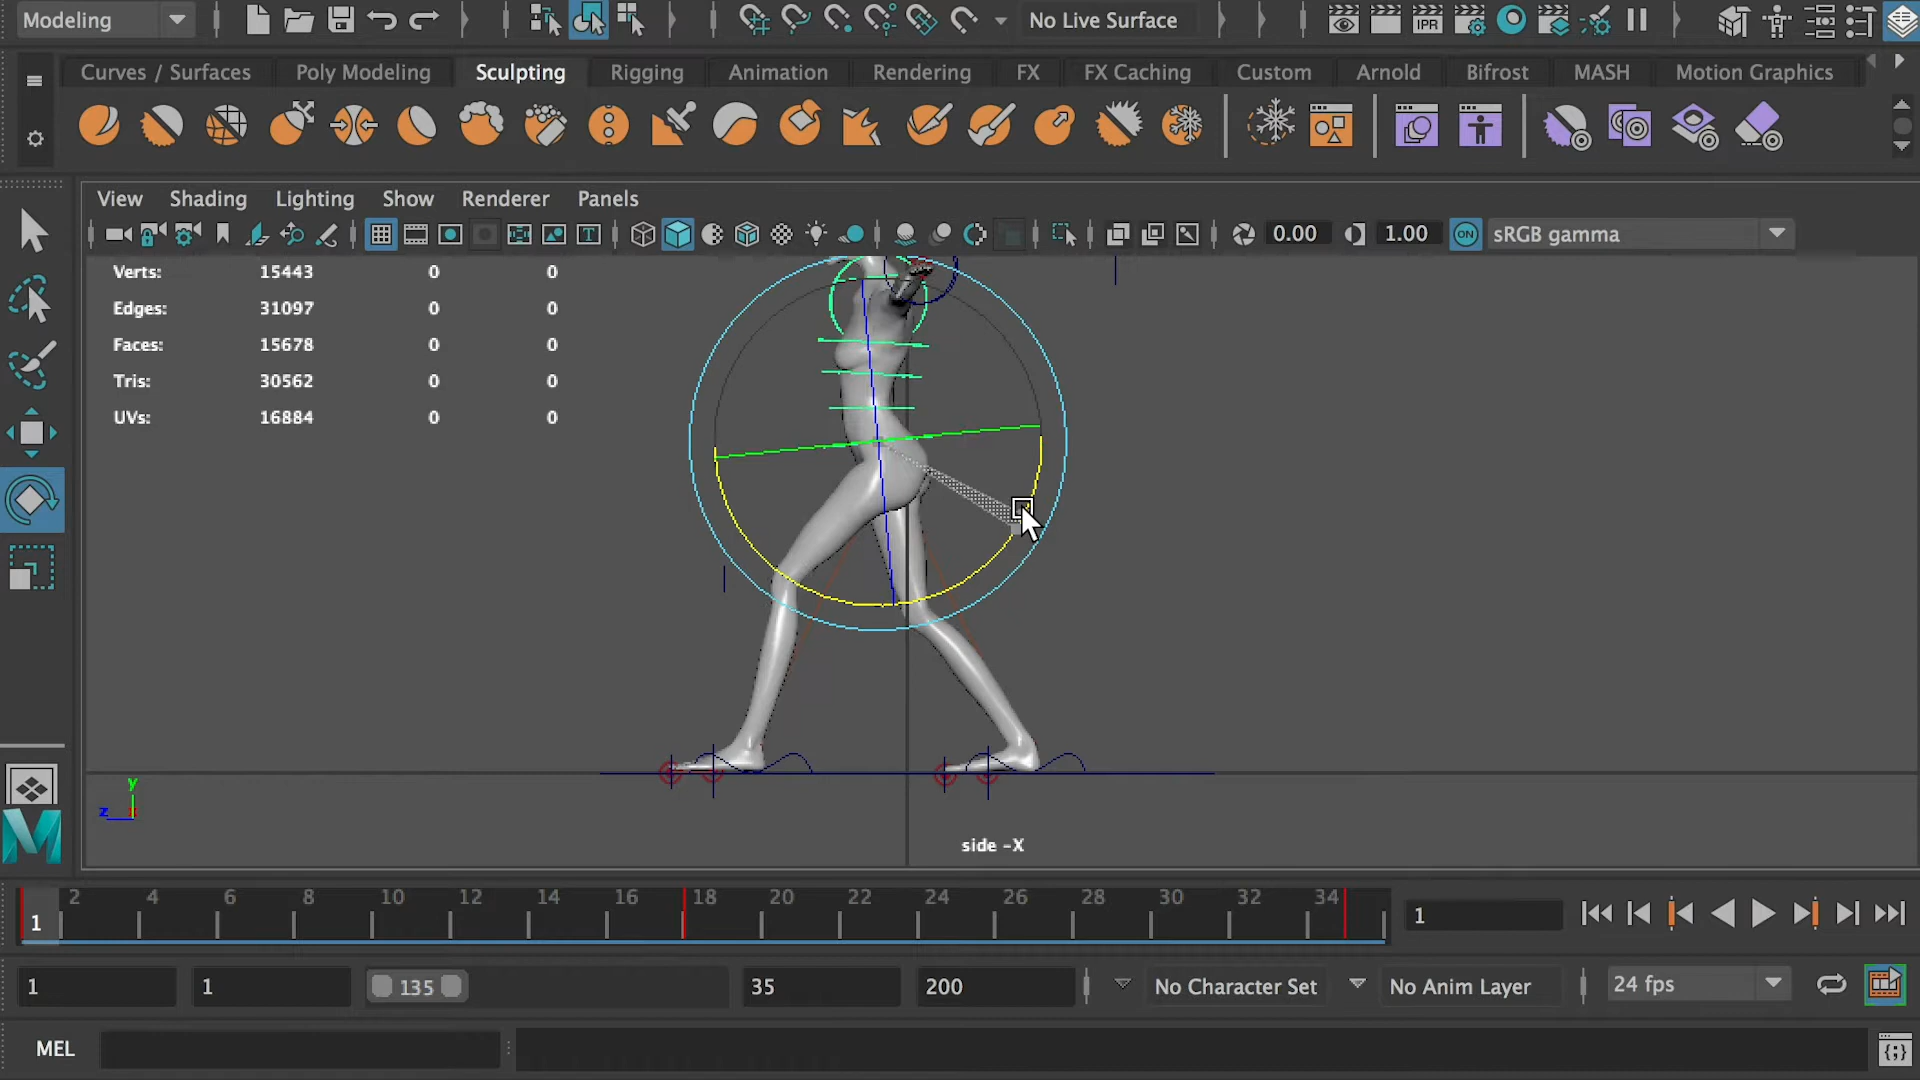 Modeling
No Live Surface
IPR
Curves / Surfaces Poly Modeling Sculpting Rigging Animation Rendering FX FX Caching Custom Arnold Bifrost MASH Motion Graphics
View Shading Lighting Show Renderer Panels
T 0.00 1.00 ON sRGB gamma
Verts: 15443 0 0
Edges: 31097 0 0
Faces: 15678 0 0
Tris: 30562 0 0
UVs: 16884 0 0
y
z
side -X
2 4 6 8 10 12 14 16 18 20 22 24 26 28 30 32 34
1
1
1 1 135 35 200 No Character Set No Anim Layer 24 fps
MEL